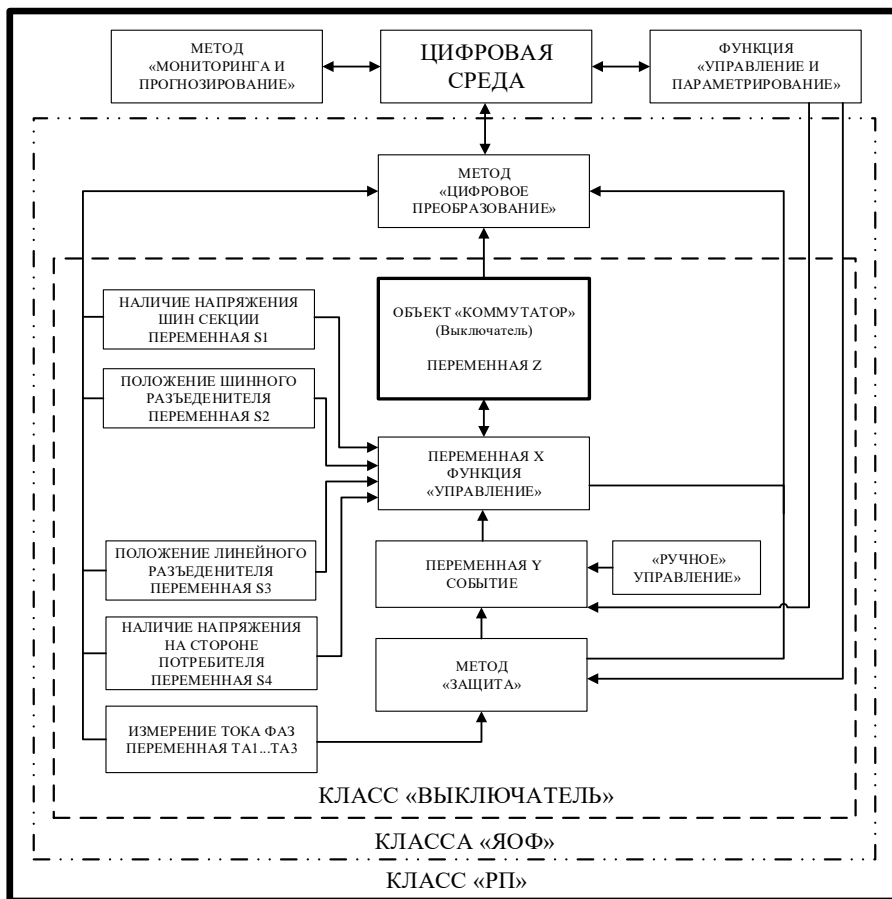 МЕТОД
«МОНИТОРИНГА И
ПРОГНОЗИРОВАНИЕ»
ЦИФРОВАЯ
СРЕДА
ФУНКЦИЯ
«УПРАВЛЕНИЕ И
ПАРАМЕТРИРОВАНИЕ»
МЕТОД
«ЦИФРОВОЕ
ПРЕОБРАЗОВАНИЕ»
НАЛИЧИЕ НАПРЯЖЕНИЯ
ШИН СЕКЦИИ
ПЕРЕМЕННАЯ S1
ОБЪЕКТ «КОММУТАТОР»
(Выключатель)
ПЕРЕМЕННАЯ Z
ПОЛОЖЕНИЕ ШИННОГО
РАЗЪЕДЕНИТЕЛЯ
ПЕРЕМЕННАЯ S2
ПЕРЕМЕННАЯ X
ФУНКЦИЯ
«УПРАВЛЕНИЕ»
ПОЛОЖЕНИЕ ЛИНЕЙНОГО
РАЗЪЕДЕНИТЕЛЯ
ПЕРЕМЕННАЯ S3
ПЕРЕМЕННАЯ Y
СОБЫТИЕ
«РУЧНОЕ»
УПРАВЛЕНИЕ»
НАЛИЧИЕ НАПРЯЖЕНИЯ
НА СТОРОНЕ
ПОТРЕБИТЕЛЯ
ПЕРЕМЕННАЯ S4
МЕТОД
«ЗАЩИТА»
ИЗМЕРЕНИЕ ТОКА ФАЗ
ПЕРЕМЕННАЯ ТА1...ТА3
КЛАСС «ВЫКЛЮЧАТЕЛЬ»
КЛАССА «ЯОФ»
КЛАСС «РП»